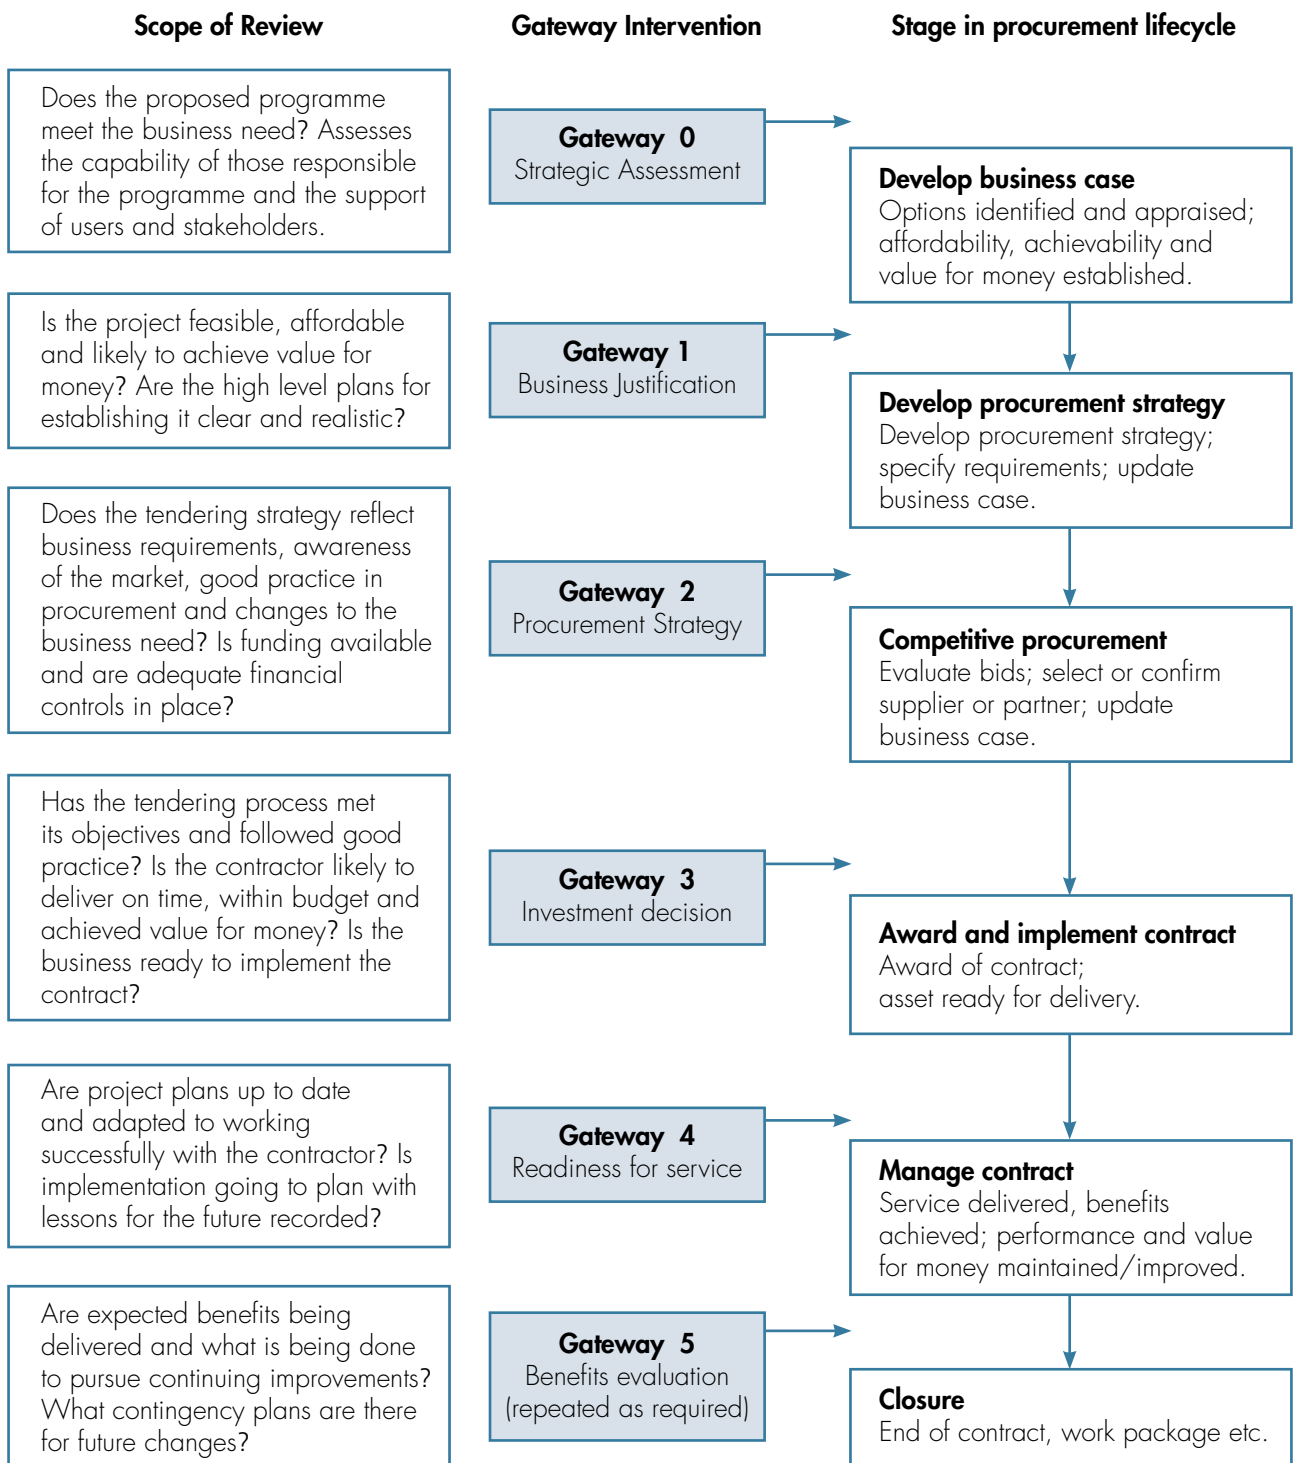 Scope of Review
Gateway Intervention
Stage in procurement lifecycle
Does the proposed programme
meet the business need? Assesses
the capability of those responsible
for the programme and the support
of users and stakeholders.
Gateway 0
Strategic Assessment
Develop business case
Options identified and appraised;
affordability, achievability and
value for money established.
Is the project feasible, affordable
and likely to achieve value for
money? Are the high level plans for
establishing it clear and realistic?
Gateway 1
Business Justification
Develop procurement strategy
Develop procurement strategy;
specify requirements; update
business case.
Does the tendering strategy reflect
business requirements, awareness
of the market, good practice in
procurement and changes to the
business need? Is funding available
and are adequate financial
controls in place?
Gateway 2
Procurement Strategy
Competitive procurement
Evaluate bids; select or confirm
supplier or partner; update
business case.
Has the tendering process met
its objectives and followed good
practice? Is the contractor likely to
deliver on time, within budget and
achieved value for money? Is the
business ready to implement the
contract?
Gateway 3
Investment decision
Award and implement contract
Award of contract;
asset ready for delivery.
Are project plans up to date
and adapted to working
successfully with the contractor? Is
implementation going to plan with
lessons for the future recorded?
Gateway 4
Readiness for service
Manage contract
Service delivered, benefits
achieved; performance and value
for money maintained/improved.
Are expected benefits being
delivered and what is being done
to pursue continuing improvements?
What contingency plans are there
for future changes?
Gateway 5
Benefits evaluation
(repeated as required)
Closure
End of contract, work package etc.